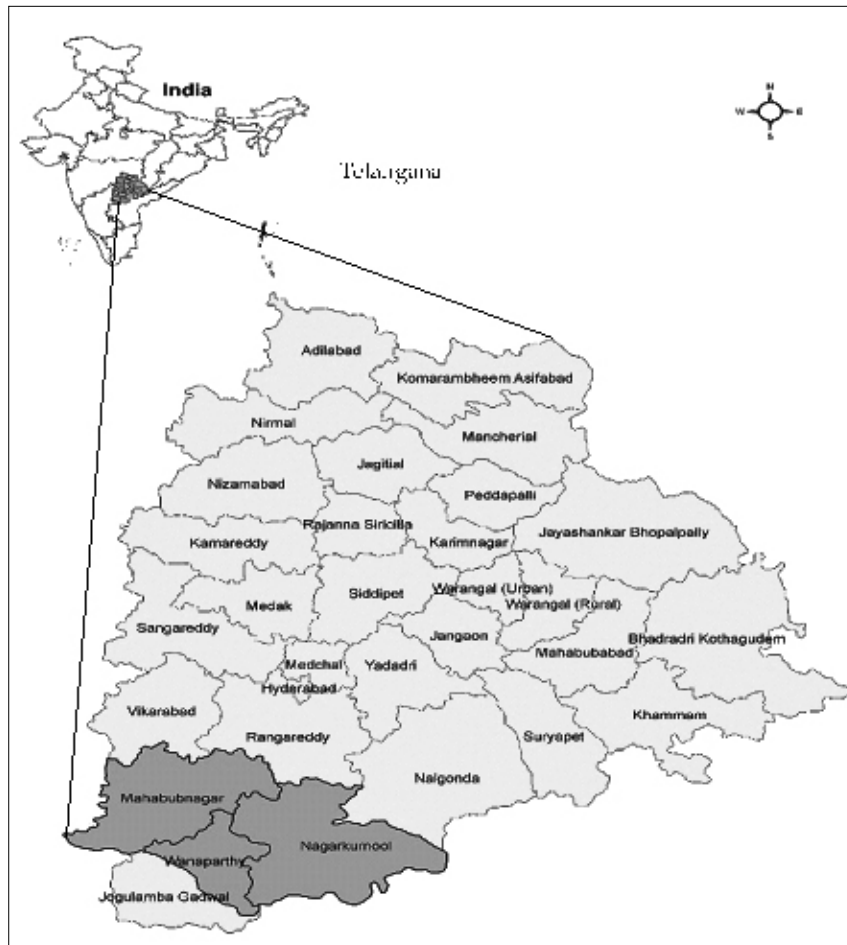 India
N
W E
S
Telangana
Adilabad
Komarambheem Asifabad
Nirmal
Mancherial
Jagitial
Nizamabad
Peddapalli
Rajanna Sircilla
Jayashankar Bhopalpally
Kamareddy
Karimnagar
Siddipet
Warangal (Urban)
Medak
Warangal (Rural)
Sangareddy
Jangaon
Bhadradri Kothagudem
Mahabubabad
Medchal
Yadadri
Hyderabad
Vikarabad
Khammam
Rangareddy
Suryapet
Nalgonda
Mahabubnagar
Nagarkurnool
Wanaparthy
Jogulamba Gadwal